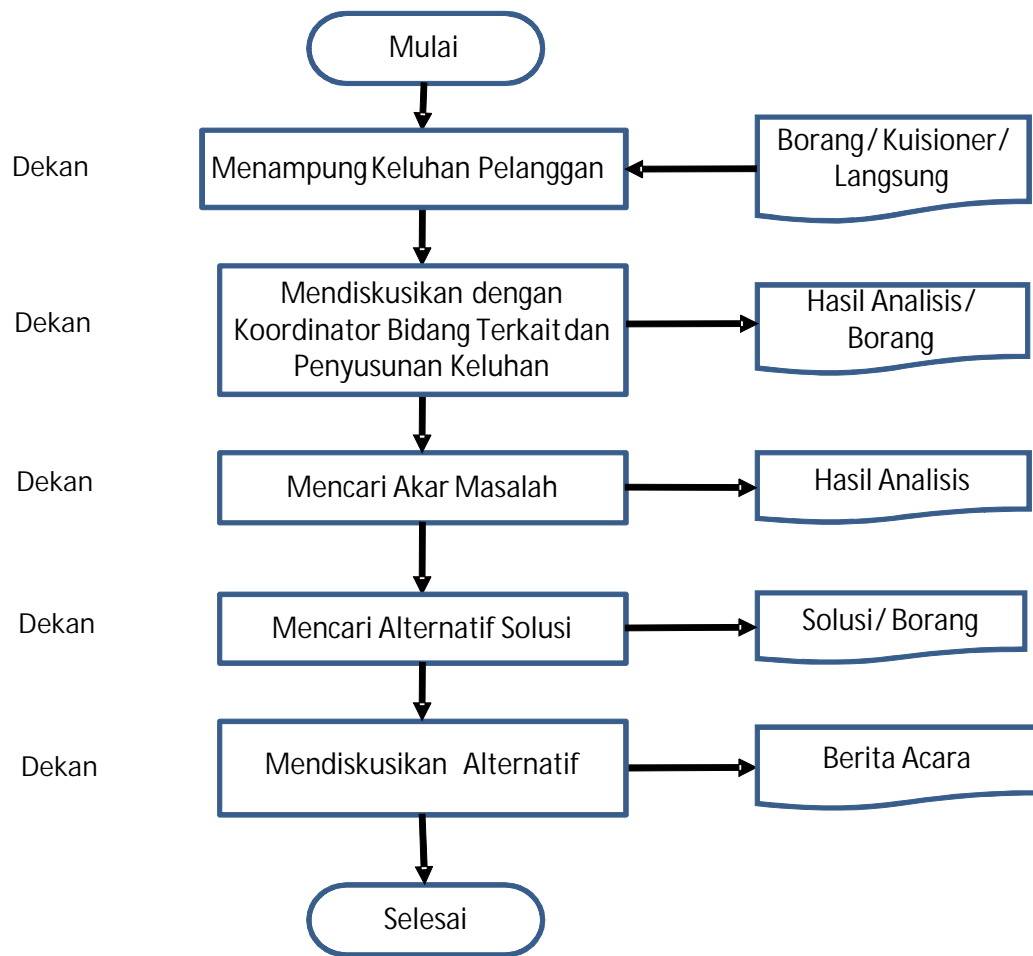 Mulai
Dekan
Menampung Keluhan Pelanggan
Borang/ Kuisioner/
Langsung
Dekan
Mendiskusikan dengan
Koordinator Bidang Terkait dan
Penyusunan Keluhan
Hasil Analisis/
Borang
Dekan
Mencari Akar Masalah
Hasil Analisis
Dekan
Mencari Alternatif Solusi
Solusi/ Borang
Dekan
Mendiskusikan Alternatif
Berita Acara
Selesai